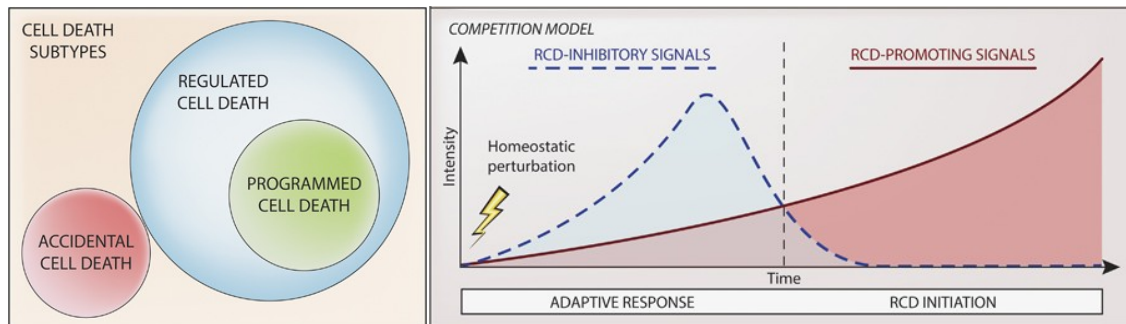 CELL DEATH
SUBTYPES
REGULATED
CELL DEATH
PROGRAMMED
CELL DEATH
ACCIDENTAL
CELL DEATH
COMPETITION MODEL
RCD-INHIBITORY SIGNALS
RCD-PROMOTING SIGNALS
Intensity
Homeostatic
perturbation
Time
ADAPTIVE RESPONSE
RCD INITIATION